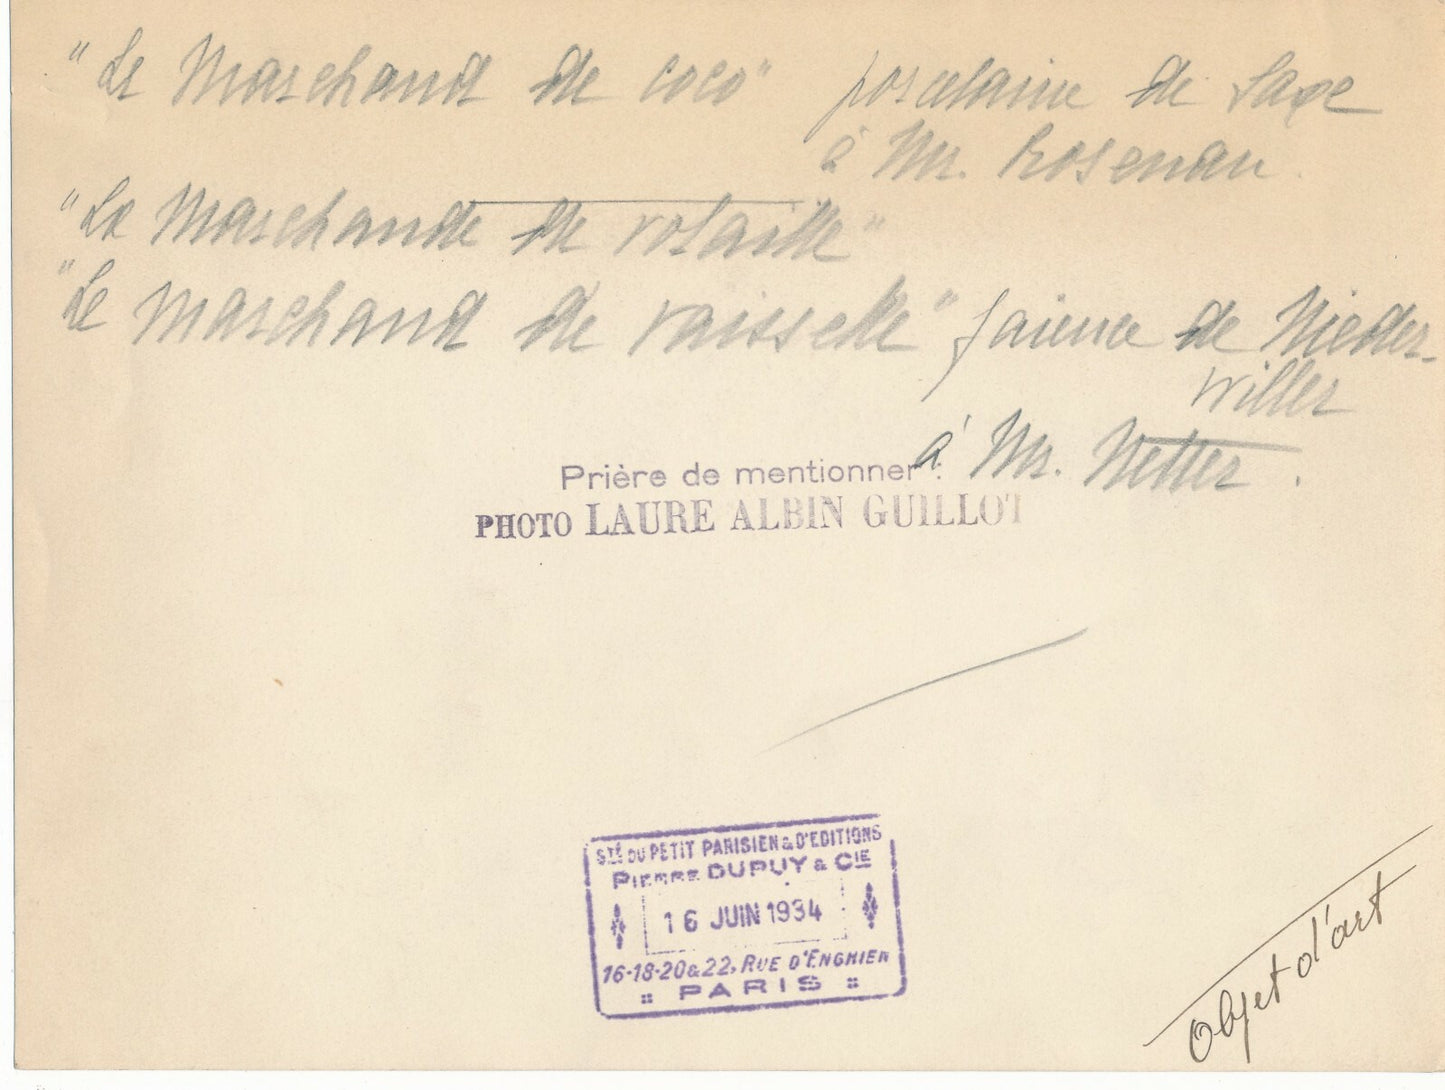 "Le Marchand de coco" porcelaine de Saxe
à Mr. Rosenau
"La Marchande de volaille"
"Le Marchand de vaisselle" faience de Nieder-
willer
à Mr. Netter.
Prière de mentionner :
PHOTO LAURE ALBIN GUILLOT
STÉ DU PETIT PARISIEN & D'EDITIONS
PIERRE DUPUY & CIE
16 JUIN 1934
16-18-20 & 22, RUE D'ENGHIEN
PARIS
Objet d'art